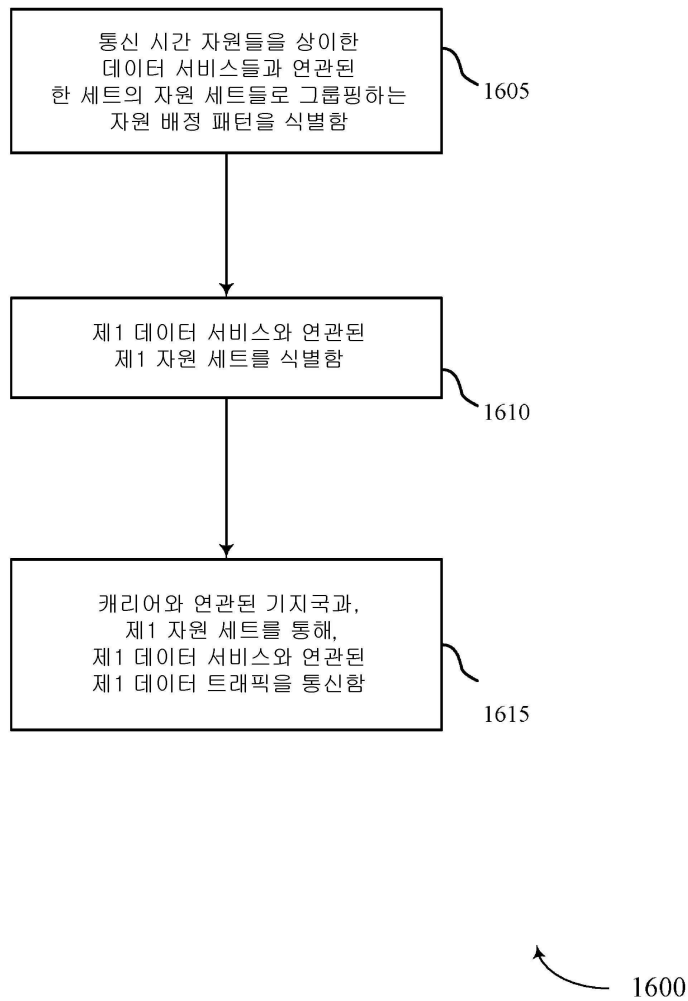 통신 시간 자원들을 상이한
데이터 서비스들과 연관된
한 세트의 자원 세트들로 그룹핑하는
자원 배정 패턴을 식별함
1605
제1 데이터 서비스와 연관된
제1 자원 세트를 식별함
1610
캐리어와 연관된 기지국과,
제1 자원 세트를 통해,
제1 데이터 서비스와 연관된
제1 데이터 트래픽을 통신함
1615
1600